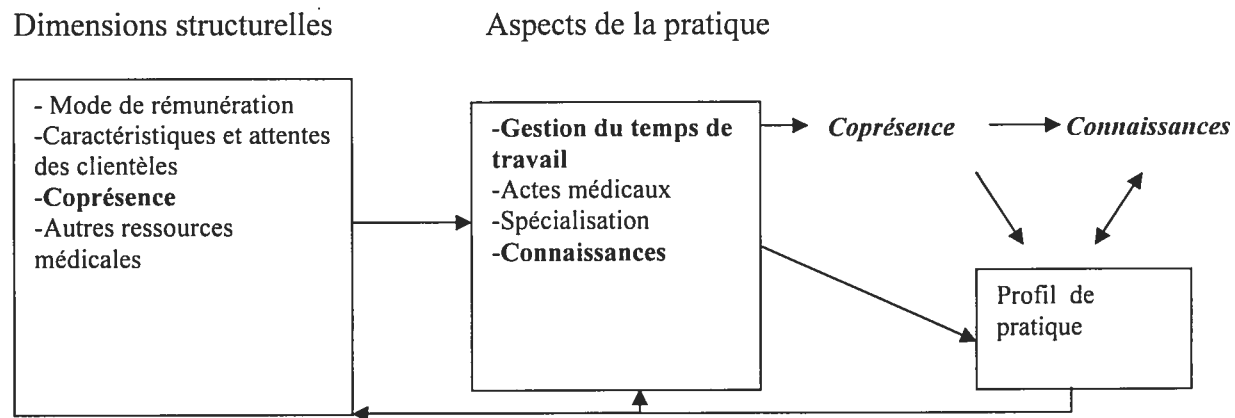 Dimensions structurelles
Aspects de la pratique
- Mode de rémunération
-Caractéristiques et attentes
des clientèles
-Coprésence
-Autres ressources
médicales
-Gestion du temps de
travail
-Actes médicaux
-Spécialisation
-Connaissances
Coprésence
Connaissances
Profil de
pratique